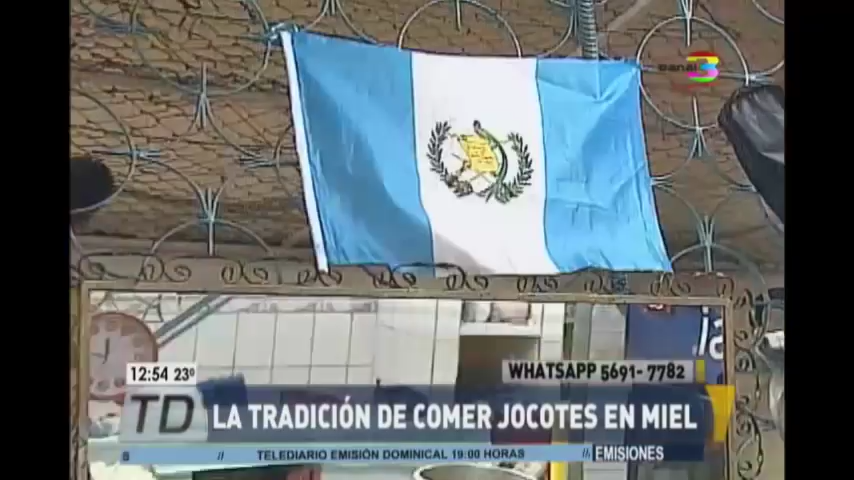 canal 3
12:54 23°
WHATSAPP 5691-7782
TD LA TRADICIÓN DE COMER JOCOTES EN MIEL
S // TELEDIARIO EMISIÓN DOMINICAL 19:00 HORAS // EMISIONES